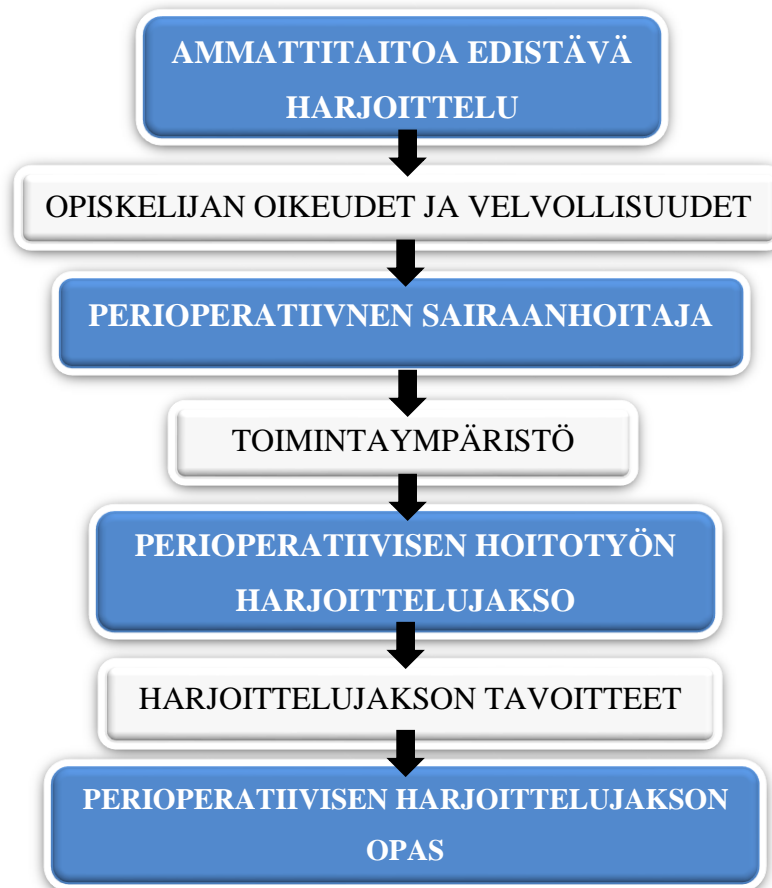 AMMATTITAITOA EDISTÄVÄ
HARJOITTELU
OPISKELIJAN OIKEUDET JA VELVOLLISUUDET
PERIOPERATIIVNEN SAIRAANHOITAJA
TOIMINTAYMPÄRISTÖ
PERIOPERATIIVISEN HOITOTYÖN
HARJOITTELUJAKSO
HARJOITTELUJAKSON TAVOITTEET
PERIOPERATIIVISEN HARJOITTELUJAKSON
OPAS